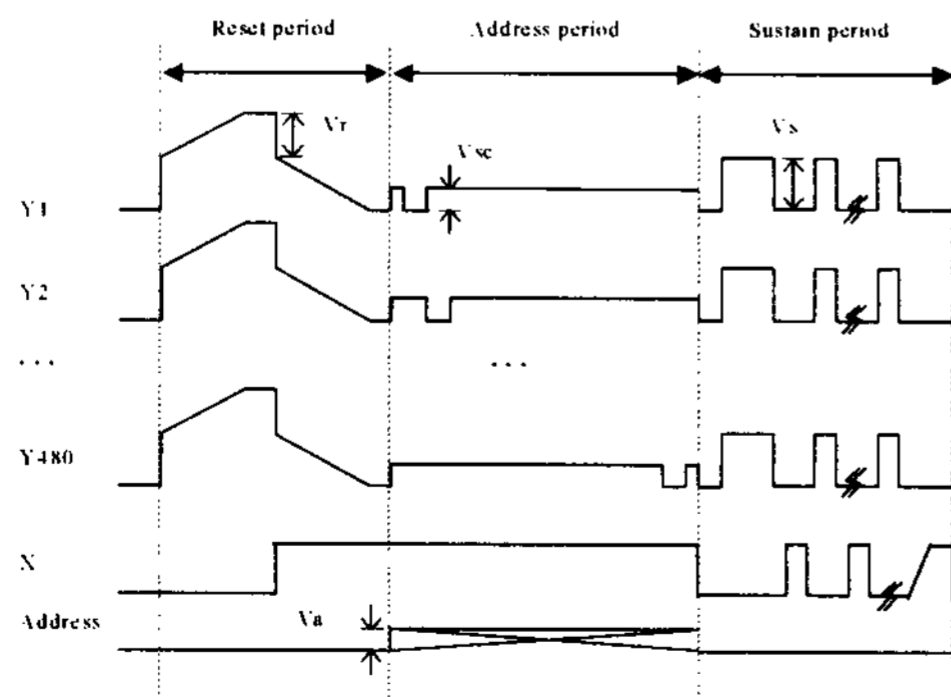 Reset period Address period Sustain period
Vr
Vsc
Vs
Y1
Y2
...
...
Y480
X
Address
Va